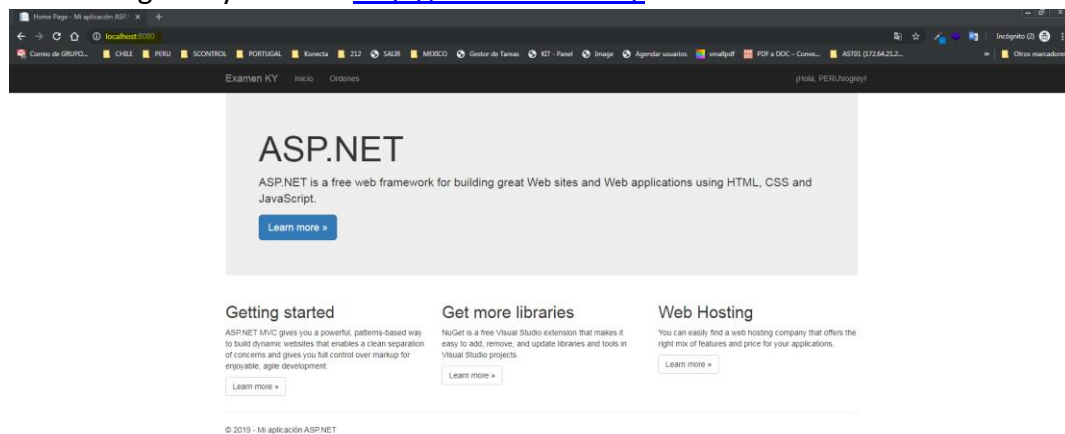 Home Page - Mi aplicación ASP.
localhost:8080
Incógnito (2)
Correo de GRUPO...
CHILE
PERU
SCONTROL
PORTUGAL
Konecta
212
SALIR
MEXICO
Gestor de Tareas
KIT - Panel
Image
Agendar usuarios
smallpdf
PDF a DOC – Conve...
AST01 (172.64.21.2...
»
Otros marcadores
Examen KY
Inicio
Ordenes
ASP.NET
ASP.NET is a free web framework for building great Web sites and Web applications using HTML, CSS and
JavaScript.
Learn more »
Getting started
ASP.NET MVC gives you a powerful, patterns-based way
to build dynamic websites that enables a clean separation
of concerns and gives you full control over markup for
enjoyable, agile development.
Learn more »
Get more libraries
NuGet is a free Visual Studio extension that makes it
easy to add, remove, and update libraries and tools in
Visual Studio projects.
Learn more »
Web Hosting
You can easily find a web hosting company that offers the
right mix of features and price for your applications.
Learn more »
© 2019 - Mi aplicación ASP.NET